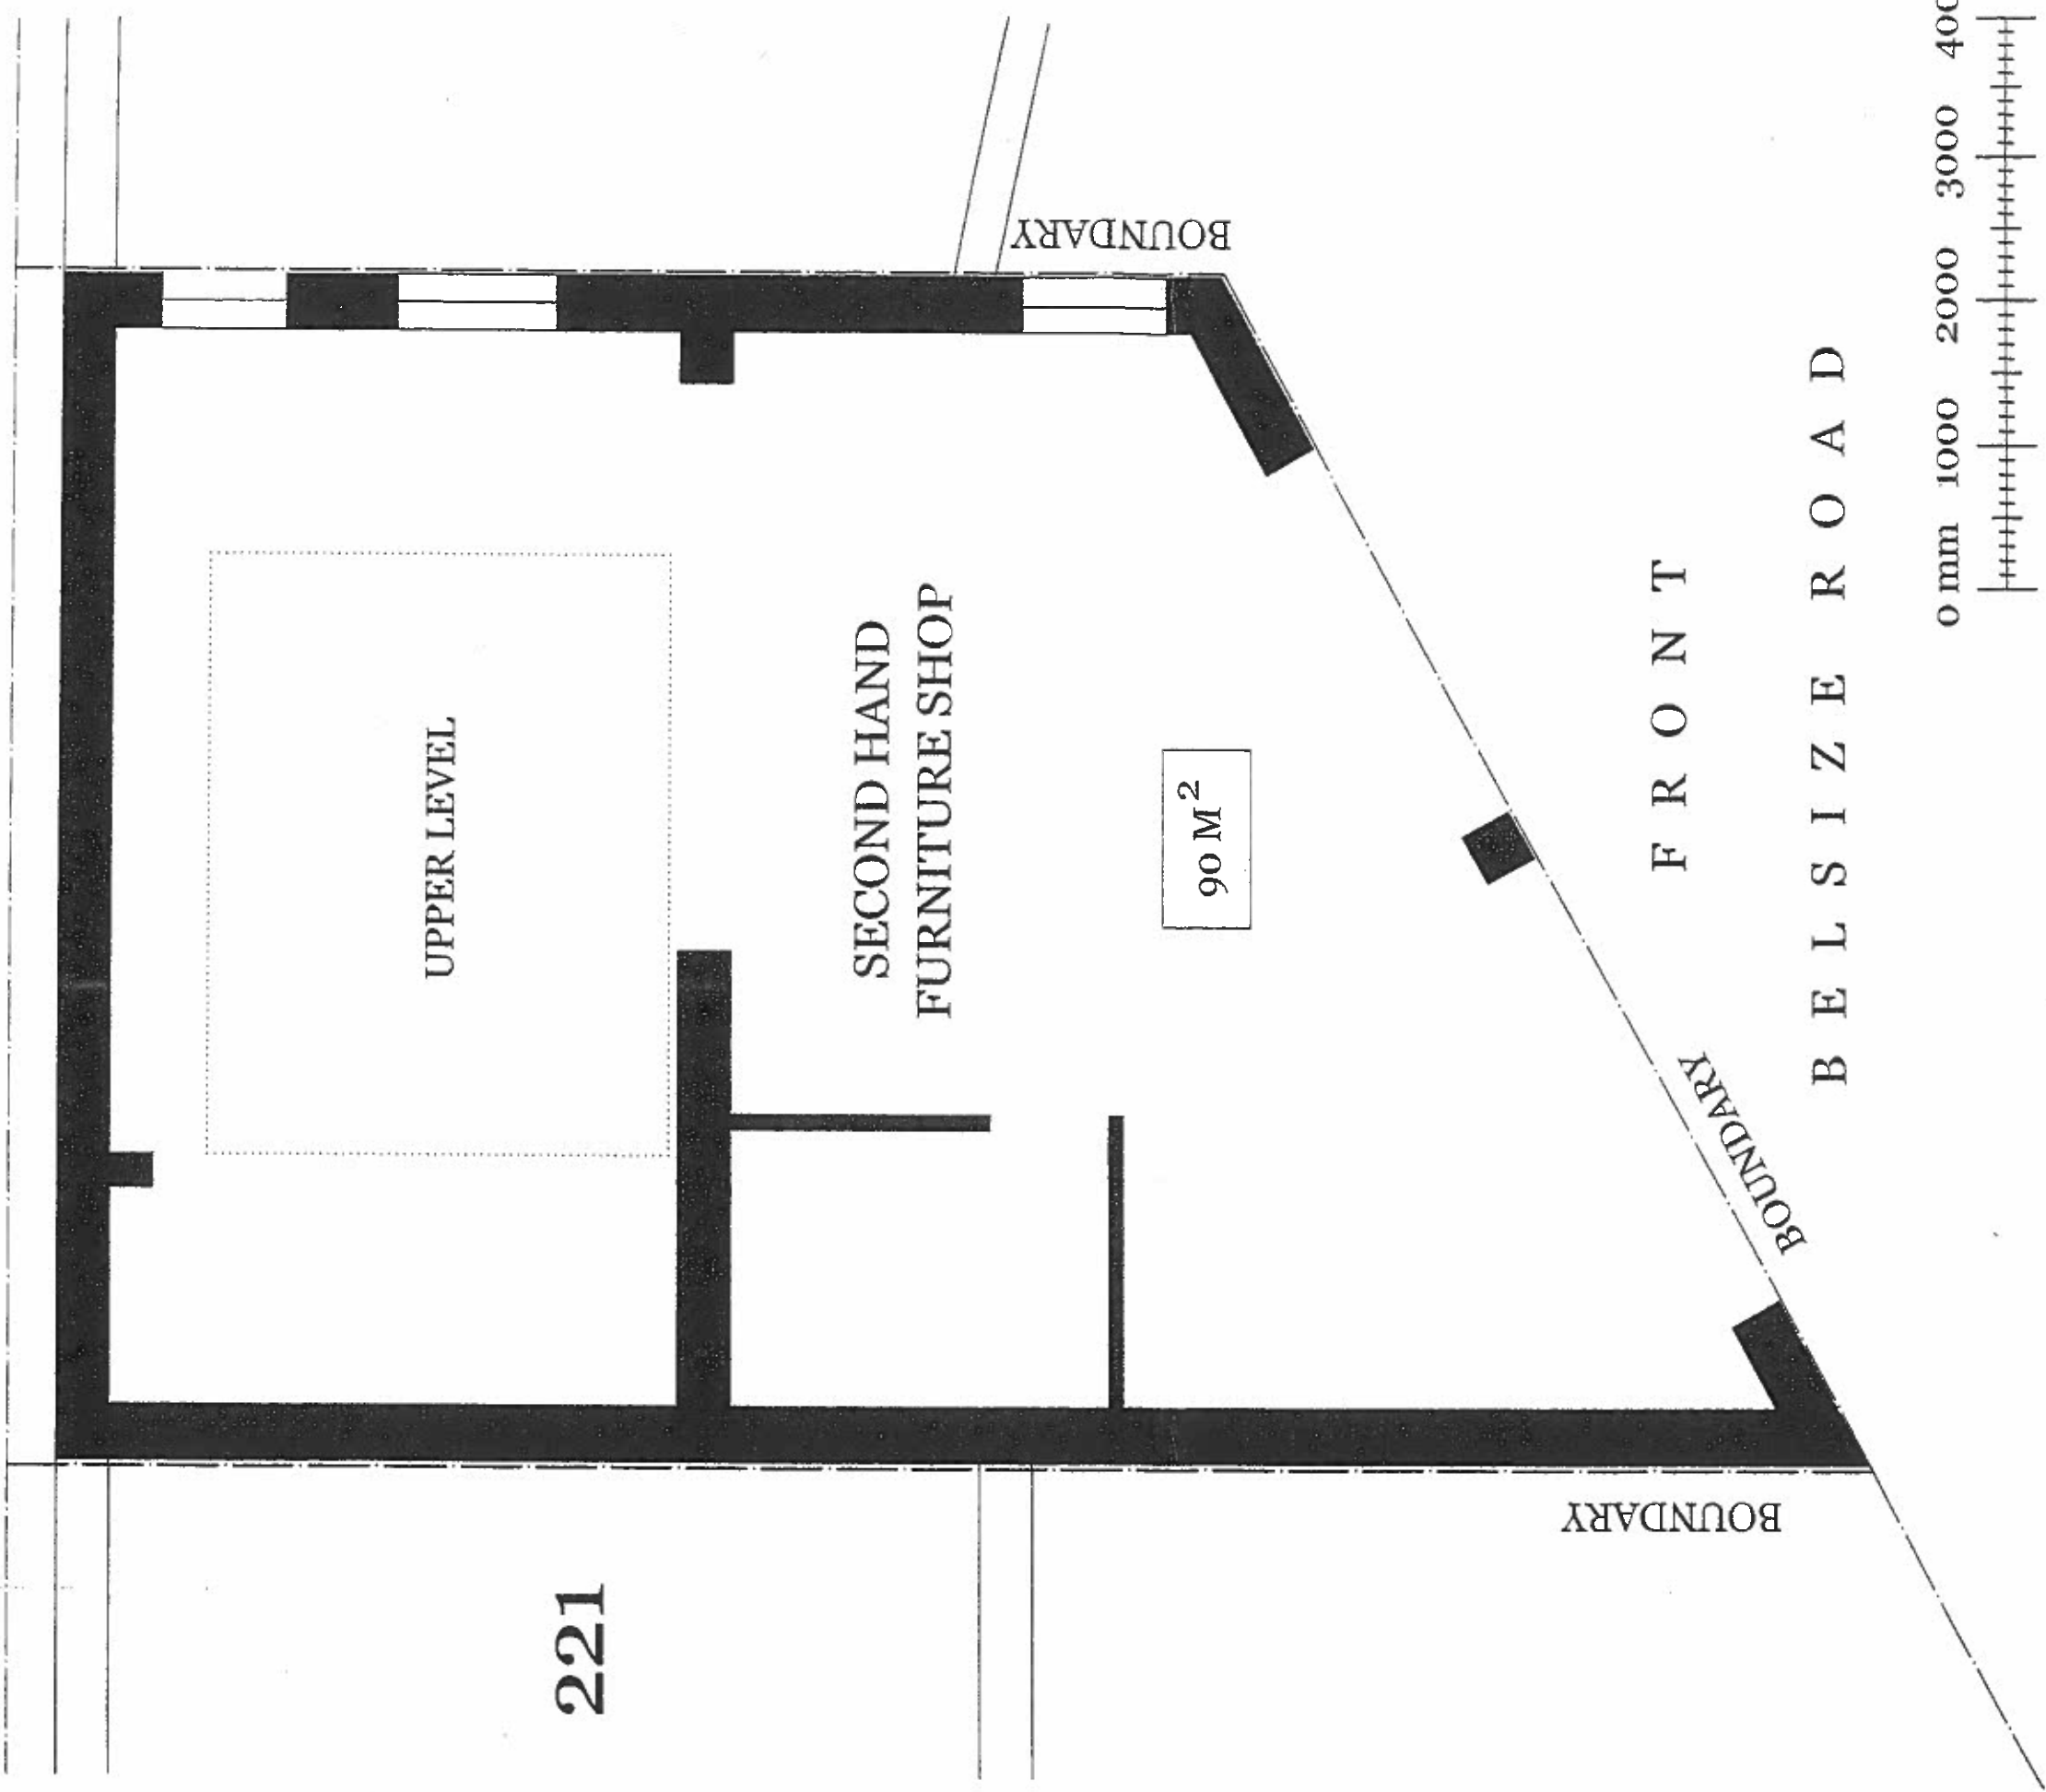 UPPER LEVEL
SECOND HAND
FURNITURE SHOP
90 M²
221
BOUNDARY
BOUNDARY
BOUNDARY
FRONT
BELSIZE ROAD
0 mm 1000 2000 3000